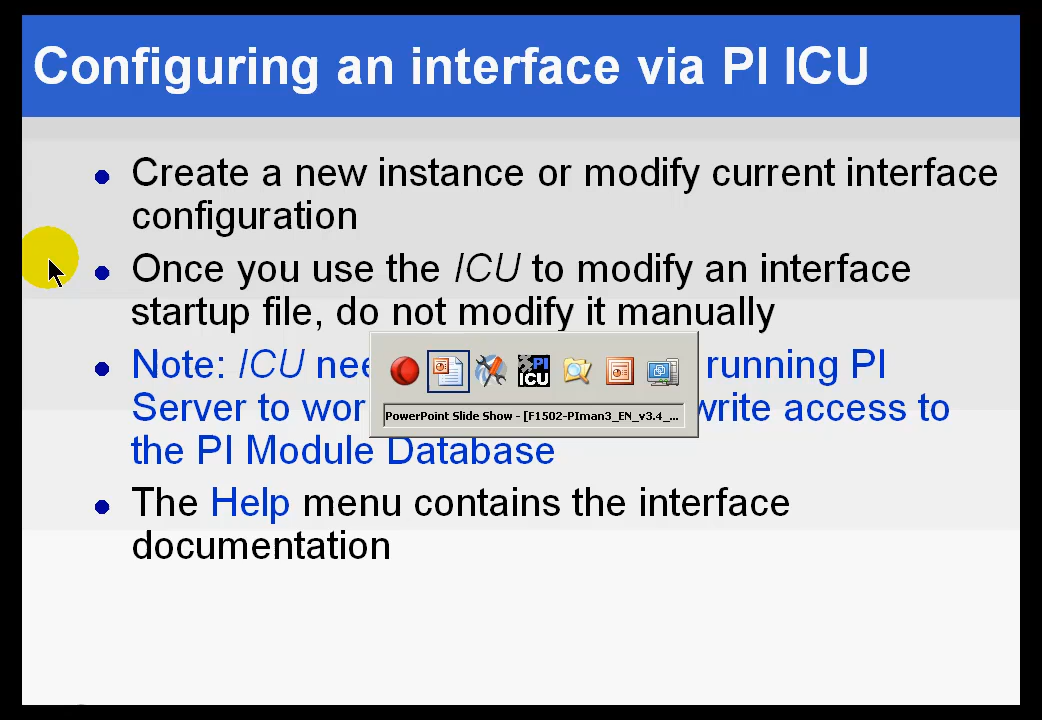 Configuring an interface via PI ICU
Create a new instance or modify current interface
configuration
Once you use the ICU to modify an interface
startup file, do not modify it manually
Note: ICU running PI
PI
ICU
Server to write access to
PowerPoint Slide Show - [F1502-PIman3_EN_v3.4_...
the PI Module Database
The Help menu contains the interface
documentation